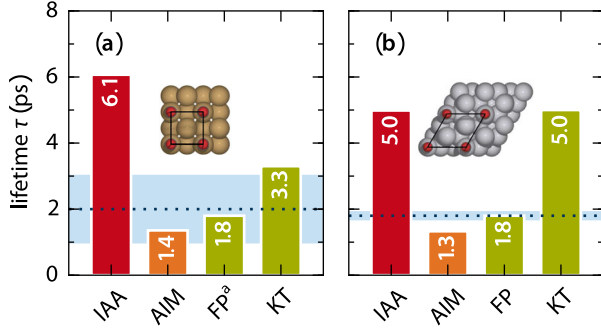 8
6
4
2
0
lifetime τ (ps)
(a)
6.1
1.4
1.8
3.3
IAA
AIM
FPᵃ
KT
(b)
5.0
1.3
1.8
5.0
IAA
AIM
FP
KT